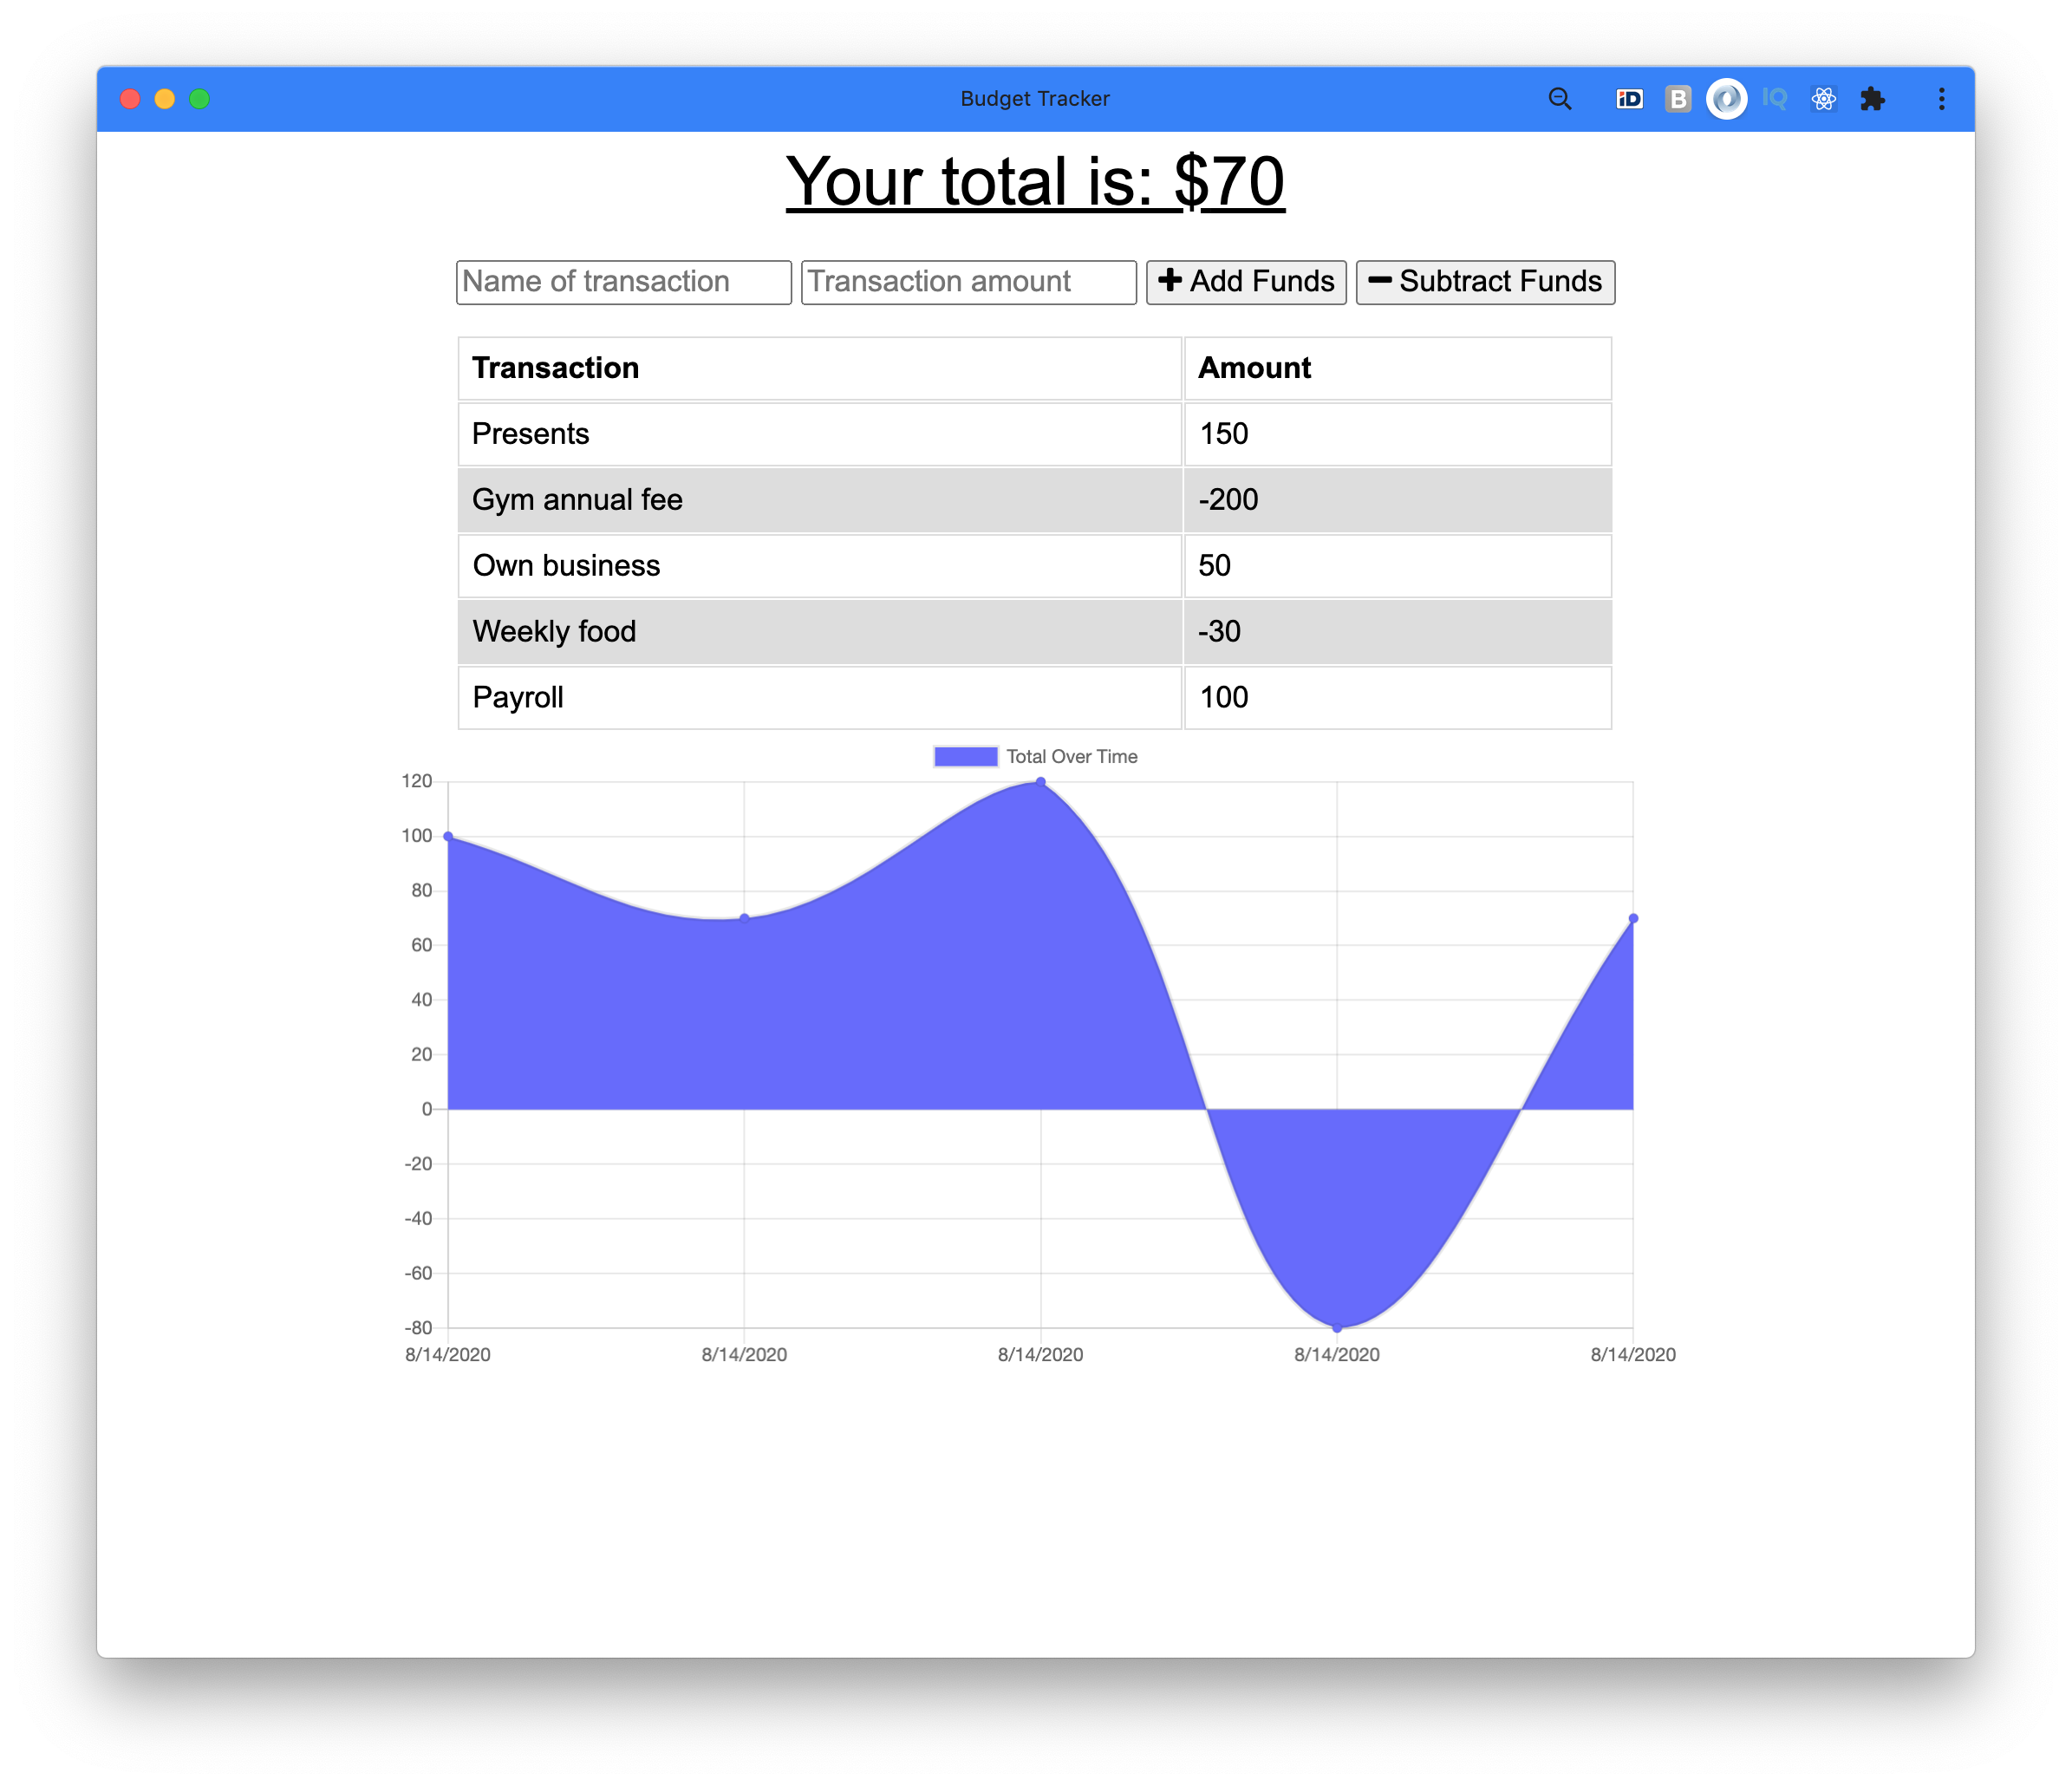 Budget Tracker
iD B IQ
Your total is: $70
Name of transaction Transaction amount + Add Funds − Subtract Funds
Transaction Amount
Presents 150
Gym annual fee -200
Own business 50
Weekly food -30
Payroll 100
Total Over Time
120
100
80
60
40
20
0
-20
-40
-60
-80
8/14/2020 8/14/2020 8/14/2020 8/14/2020 8/14/2020